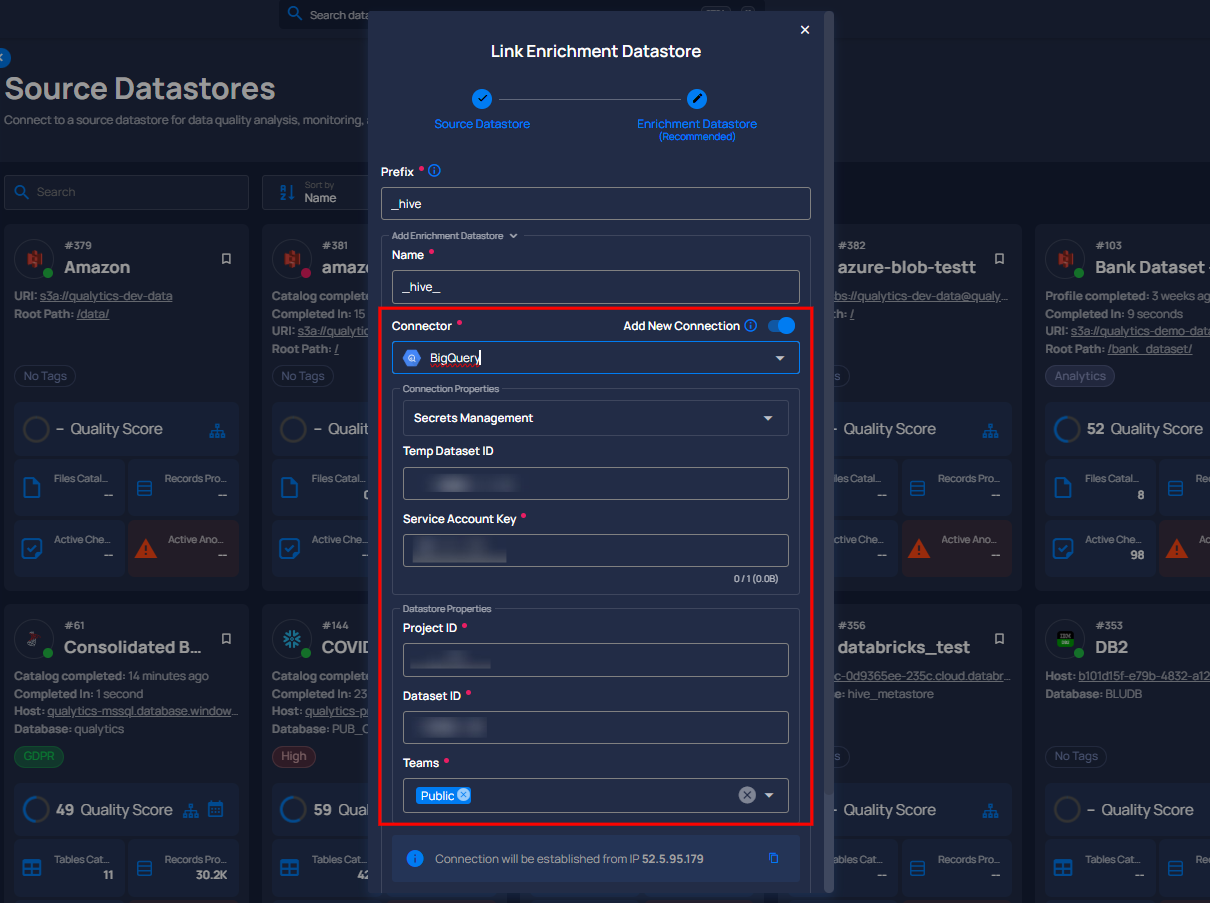 Search data
Link Enrichment Datastore
Source Datastores
Connect to a source datastore for data quality analysis, monitoring,
Source Datastore
Enrichment Datastore
(Recommended)
Prefix *
_hive
Search
Sort by
Name
Add Enrichment Datastore
Name *
_hive_
Connector *
Add New Connection
BigQuery
Connection Properties
Secrets Management
Temp Dataset ID
Service Account Key *
0 / 1 (0.0B)
Datastore Properties
Project ID *
Dataset ID *
Teams *
Public
Connection will be established from IP 52.5.95.179
#379
Amazon
URI: s3a://qualytics-dev-data
Root Path: /data/
No Tags
– Quality Score
Files Catal...
--
Records Pro...
--
Active Che...
--
Active Ano...
--
#381
amaz
Catalog complete
Completed In: 15
URI: s3a://qualytic
Root Path: /
No Tags
– Qualit
Files Catal...
Active Che...
#382
azure-blob-testt
bs://qualytics-dev-data@qualy...
: /
Quality Score
les Catal...
--
Records Pro...
--
ctive Che...
--
Active Ano...
--
#103
Bank Dataset
Profile completed: 3 weeks ag
Completed In: 9 seconds
URI: s3a://qualytics-demo-dat
Root Path: /bank_dataset/
Analytics
52 Quality Score
Files Catal...
8
Active Che...
98
#61
Consolidated B...
Catalog completed: 14 minutes ago
Completed In: 1 second
Host: qualytics-mssql.database.window...
Database: qualytics
GDPR
49 Quality Score
Tables Cat...
11
Records Pro...
30.2K
#144
COVID
Catalog complete
Completed In: 23
Host: qualytics-p
Database: PUB_C
High
59 Qua
Tables Cat...
42
#356
databricks_test
c-0d9365ee-235c.cloud.databr...
e: hive_metastore
Quality Score
ables Cat...
--
Records Pro...
--
#353
DB2
Host: b101d15f-e79b-4832-a12
Database: BLUDB
No Tags
– Quality Score
Tables Cat...
--